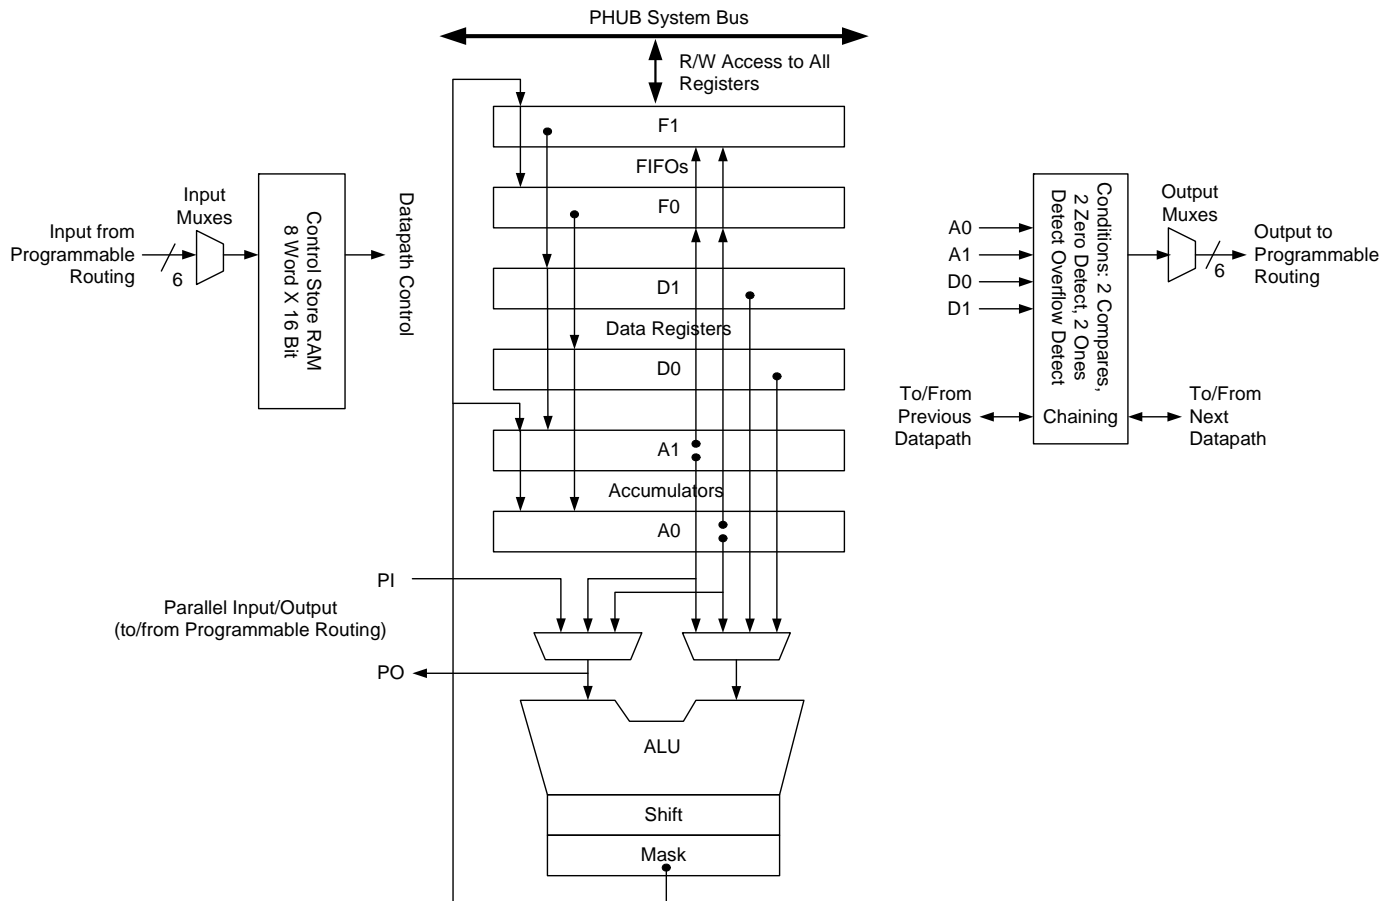 PHUB System Bus
R/W Access to All
Registers
F1
FIFOs
F0
D1
Data Registers
D0
A1
Accumulators
A0
Input from
Programmable
Routing
6
Input
Muxes
Control Store RAM
8 Word X 16 Bit
Datapath Control
PI
Parallel Input/Output
(to/from Programmable Routing)
PO
ALU
Shift
Mask
A0
A1
D0
D1
Conditions: 2 Compares,
2 Zero Detect, 2 Ones
Detect Overflow Detect
Output
Muxes
6
Output to
Programmable
Routing
To/From
Previous
Datapath
Chaining
To/From
Next
Datapath